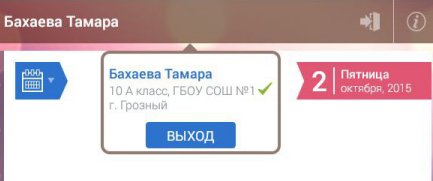 Бахаева Тамара
Бахаева Тамара
10 А класс, ГБОУ СОШ №1
г. Грозный
ВЫХОД
2 Пятница
октября, 2015